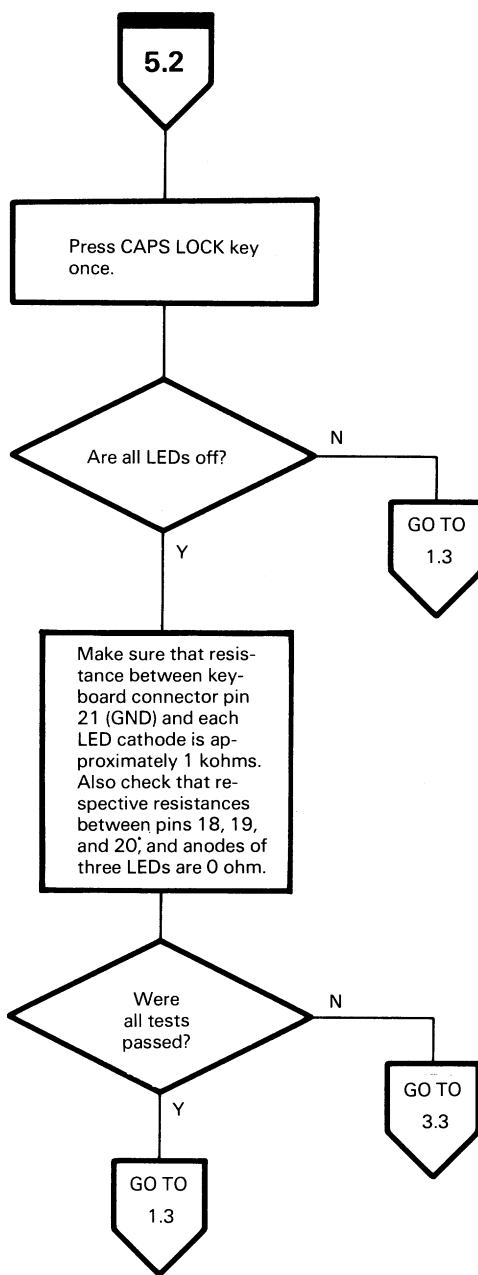 5.2
Press CAPS LOCK key
once.
Are all LEDs off?
N
GO TO
1.3
Y
Make sure that resis-
tance between key-
board connector pin
21 (GND) and each
LED cathode is ap-
proximately 1 kohms.
Also check that re-
spective resistances
between pins 18, 19,
and 20, and anodes of
three LEDs are 0 ohm.
Were
all tests
passed?
N
GO TO
3.3
Y
GO TO
1.3